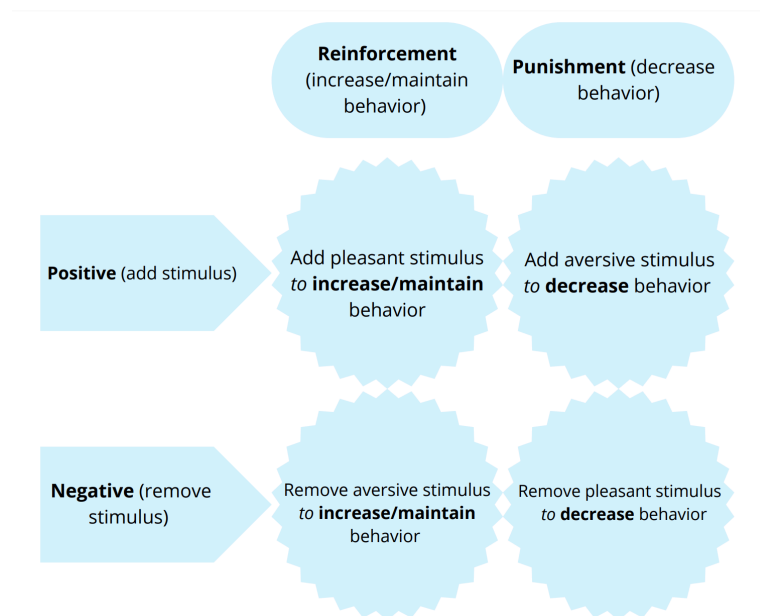 Reinforcement
(increase/maintain
behavior)
Punishment (decrease
behavior)
Positive (add stimulus)
Add pleasant stimulus
to increase/maintain
behavior
Add aversive stimulus
to decrease behavior
Negative (remove
stimulus)
Remove aversive stimulus
to increase/maintain
behavior
Remove pleasant stimulus
to decrease behavior